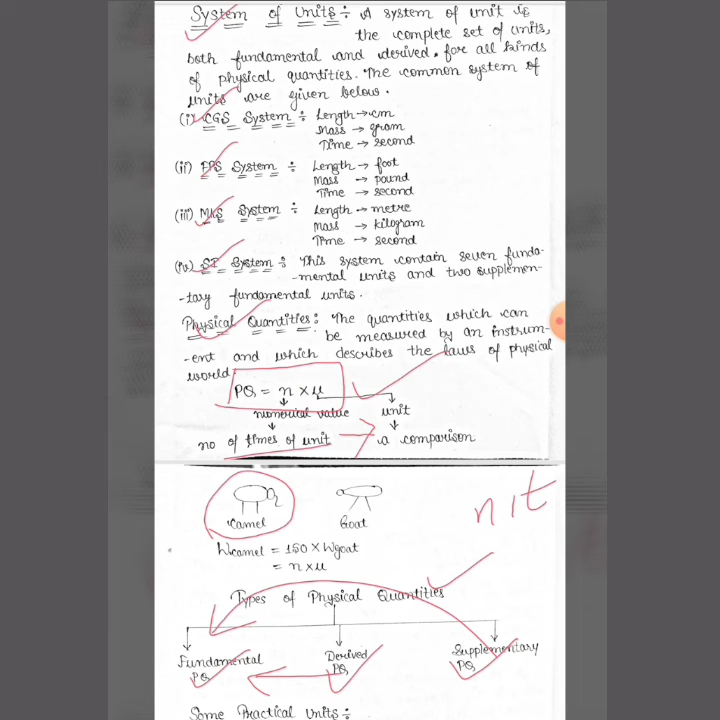 System of Units ÷ A system of unit is
the complete set of units,
both fundamental and derived, for all kinds
of physical quantities. The common system of
units are given below.
(i) CGS System ÷ Length → cm
Mass → gram
Time → second
(ii) FPS System ÷ Length → foot
Mass → pound
Time → second
(iii) MKS System ÷ Length → metre
Mass → kilogram
Time → second
(iv) SI System ÷ This system contain seven funda-
-mental units and two supplemen-
-tary fundamental units.
Physical Quantities: The quantities which can
be measured by an instrum-
-ent and which describes the laws of physical
world.
PQ = n × u
numerical value unit
no of times of unit → a comparison
Camel Goat
nit
Wcamel = 150 × Wgoat
= n × u
Types of Physical Quantities
Fundamental PQ Derived PQ Supplementary PQ
Some Practical Units ÷